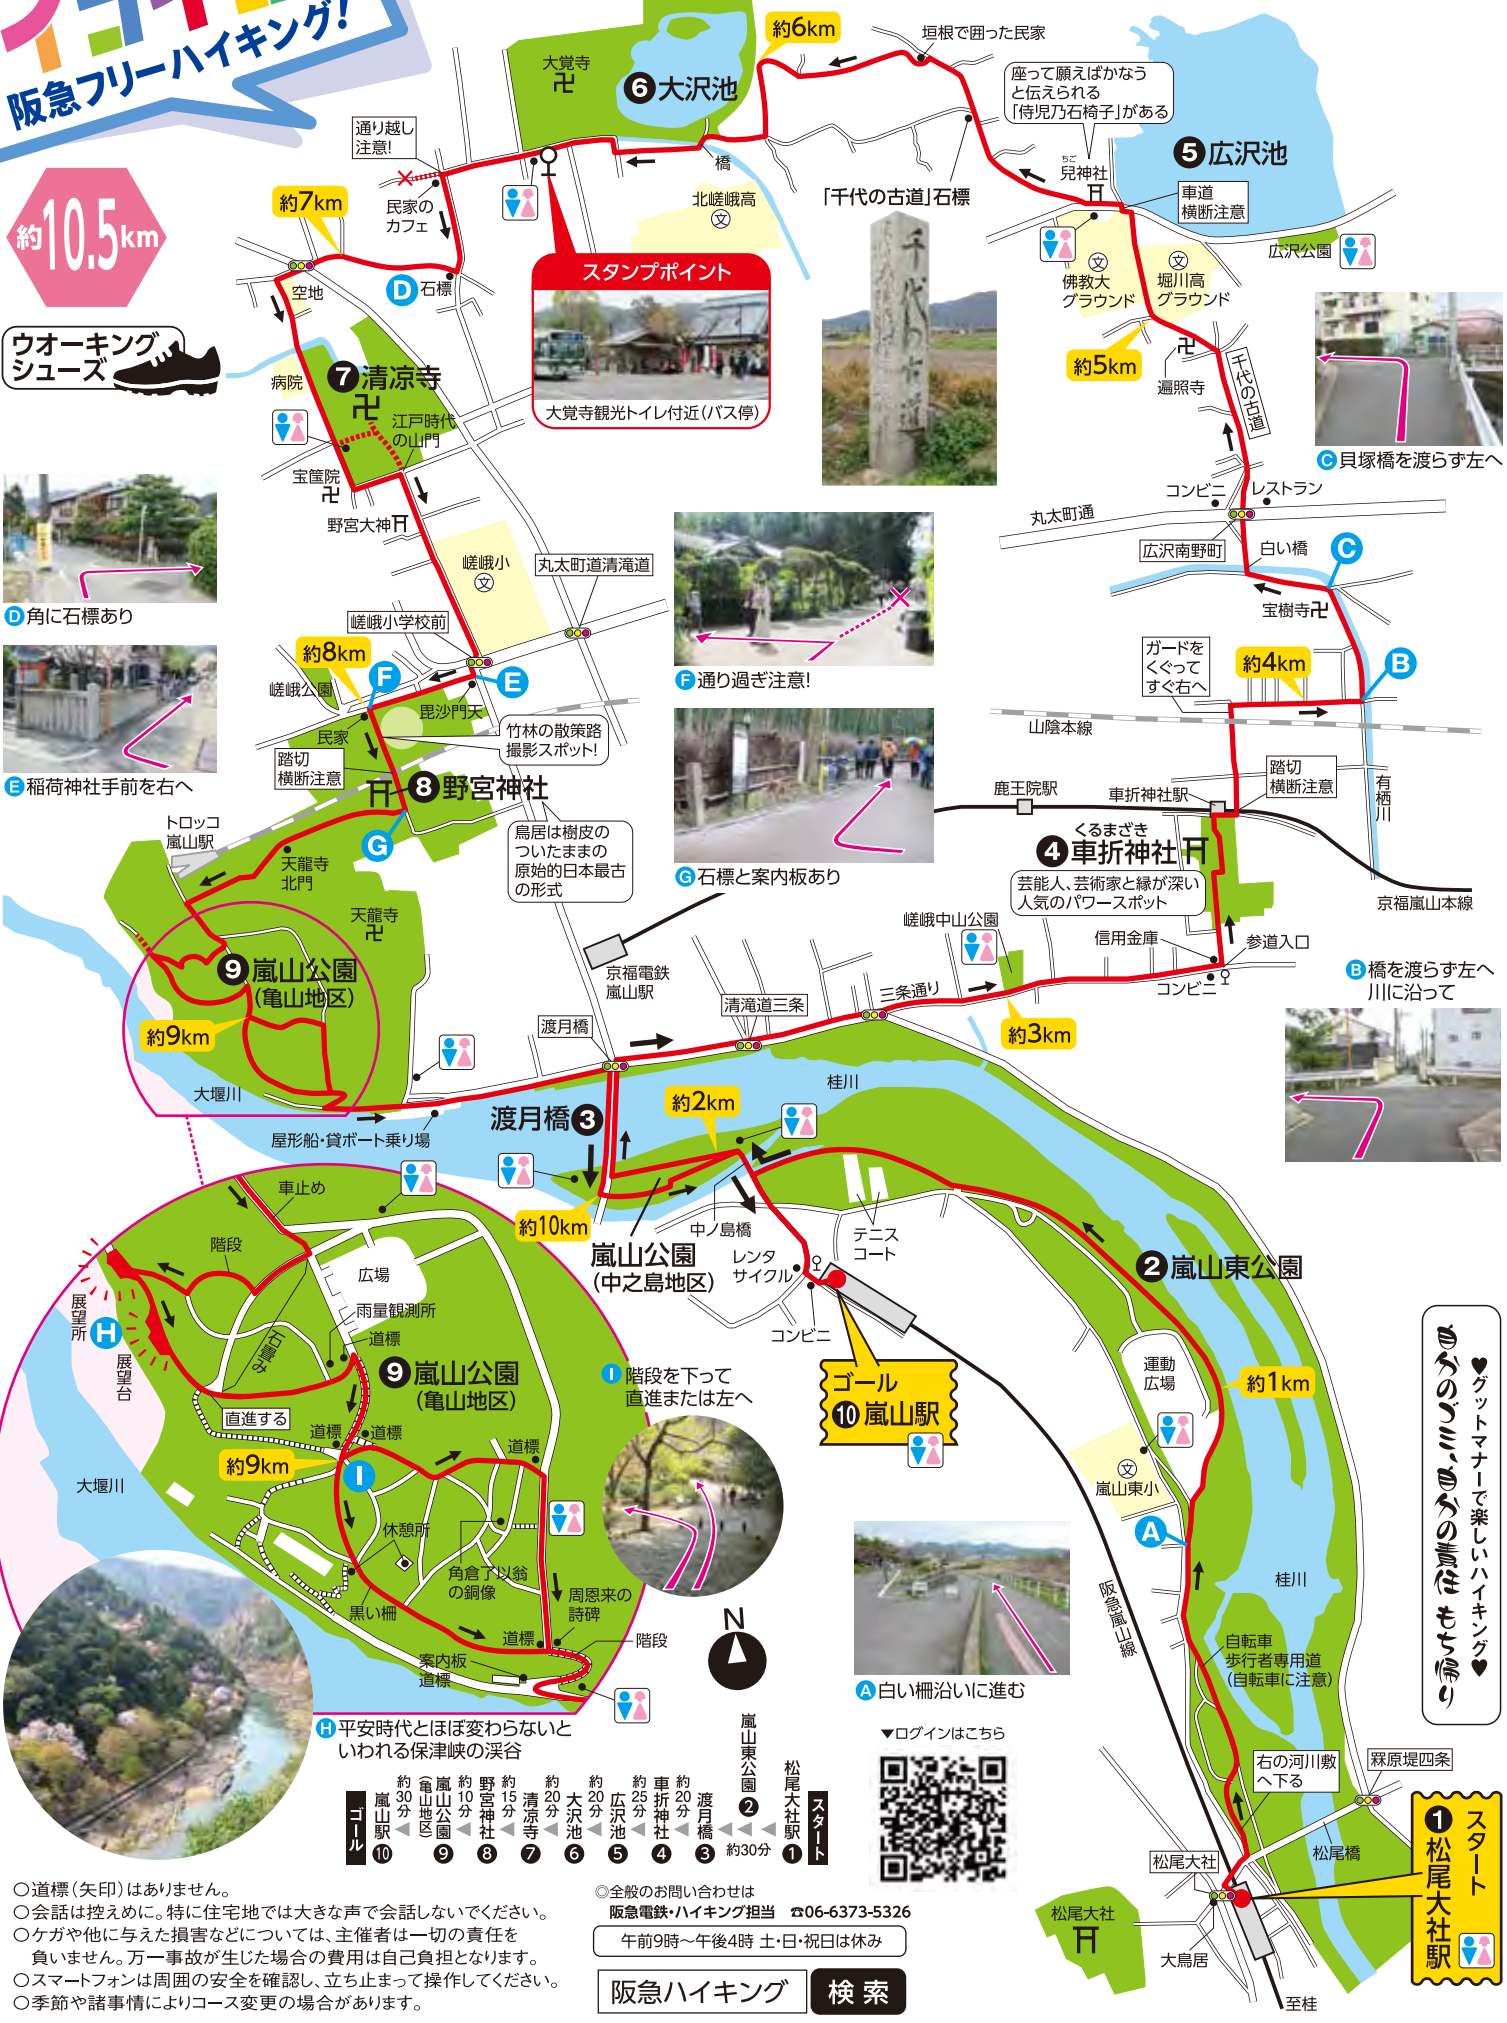 阪急フリーハイキング!
約10.5km
ウオーキング
シューズ
大覚寺
❻大沢池
約6km
垣根で囲った民家
座って願えばかなう
と伝えられる
「侍児乃石椅子」がある
❺広沢池
通り越し
注意!
橋
ちご
兒神社
車道
横断注意
民家の
カフェ
北嵯峨高
文
「千代の古道」石標
広沢公園
約7km
スタンプポイント
大覚寺観光トイレ付近(バス停)
文
佛教大
グラウンド
文
堀川高
グラウンド
D
石標
空地
約5km
遍照寺
千代の古道
病院
❼清凉寺
江戸時代
の山門
C貝塚橋を渡らず左へ
宝筐院
野宮大神
コンビニ
レストラン
丸太町通
広沢南野町
白い橋
C
宝樹寺
D角に石標あり
嵯峨小
文
丸太町道清滝道
嵯峨小学校前
約8km
F
E
嵯峨公園
毘沙門天
F通り過ぎ注意!
ガードを
くぐって
すぐ右へ
約4km
B
山陰本線
民家
竹林の散策路
撮影スポット!
踏切
横断注意
E稲荷神社手前を右へ
❽野宮神社
踏切
横断注意
有栖川
鹿王院駅
車折神社駅
トロッコ
嵐山駅
G
鳥居は樹皮の
ついたままの
原始的日本最古
の形式
くるまざき
❹車折神社
芸能人、芸術家と縁が深い
人気のパワースポット
京福嵐山本線
天龍寺
北門
天龍寺
G石標と案内板あり
嵯峨中山公園
信用金庫
参道入口
コンビニ
B橋を渡らず左へ
川に沿って
❾嵐山公園
(亀山地区)
京福電鉄
嵐山駅
清滝道三条
三条通り
約3km
約9km
渡月橋
大堰川
渡月橋❸
桂川
約2km
屋形船・貸ボート乗り場
約10km
嵐山公園
(中之島地区)
中ノ島橋
レンタ
サイクル
テニス
コート
コンビニ
❷嵐山東公園
車止め
階段
広場
雨量観測所
道標
展望所
H
展望台
石畳み
❾嵐山公園
(亀山地区)
直進する
道標
道標
道標
約9km
I
大堰川
休憩所
角倉了以翁
の銅像
黒い柵
周恩来の
詩碑
道標
階段
案内板
道標
I階段を下って
直進または左へ
ゴール
❿嵐山駅
運動
広場
約1km
文
嵐山東小
A
♥グットマナーで楽しいハイキング♥
自分のゴミ、自分の責任 もち帰り
桂川
阪急嵐山線
自転車
歩行者専用道
(自転車に注意)
N
A白い柵沿いに進む
H平安時代とほぼ変わらないと
いわれる保津峡の渓谷
▼ログインはこちら
スタート
松尾大社駅❶
嵐山東公園❷
約30分
渡月橋❸
約20分
車折神社❹
約25分
広沢池❺
約20分
大沢池❻
約20分
清凉寺❼
約15分
野宮神社❽
約10分
嵐山公園(亀山地区)❾
約30分
嵐山駅❿
ゴール
右の河川敷
へ下る
罧原堤四条
松尾橋
松尾大社
スタート
❶松尾大社駅
松尾大社
大鳥居
至桂
○道標(矢印)はありません。
○会話は控えめに。特に住宅地では大きな声で会話しないでください。
○ケガや他に与えた損害などについては、主催者は一切の責任を
負いません。万一事故が生じた場合の費用は自己負担となります。
○スマートフォンは周囲の安全を確認し、立ち止まって操作してください。
○季節や諸事情によりコース変更の場合があります。
◎全般のお問い合わせは
阪急電鉄・ハイキング担当 ☎06-6373-5326
午前9時〜午後4時 土・日・祝日は休み
阪急ハイキング 検索